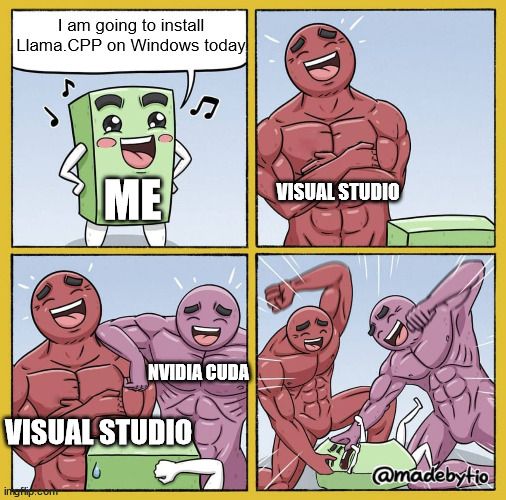 I am going to install
Llama.CPP on Windows today
ME
VISUAL STUDIO
NVIDIA CUDA
VISUAL STUDIO
@madebytio
imgflip.com